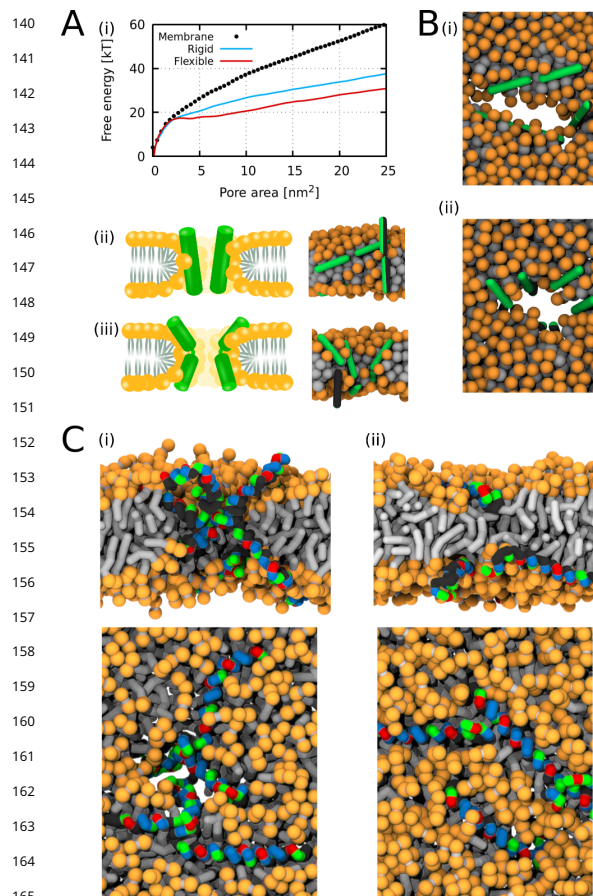 140
141
142
143
144
145
146
147
148
149
150
151
152
153
154
155
156
157
158
159
160
161
162
163
164
165
A
(i)
Free energy [kT]
60
40
20
0
Membrane
Rigid
Flexible
0 5 10 15 20 25
Pore area [nm²]
(ii)
(iii)
B
(i)
(ii)
C
(i)
(ii)